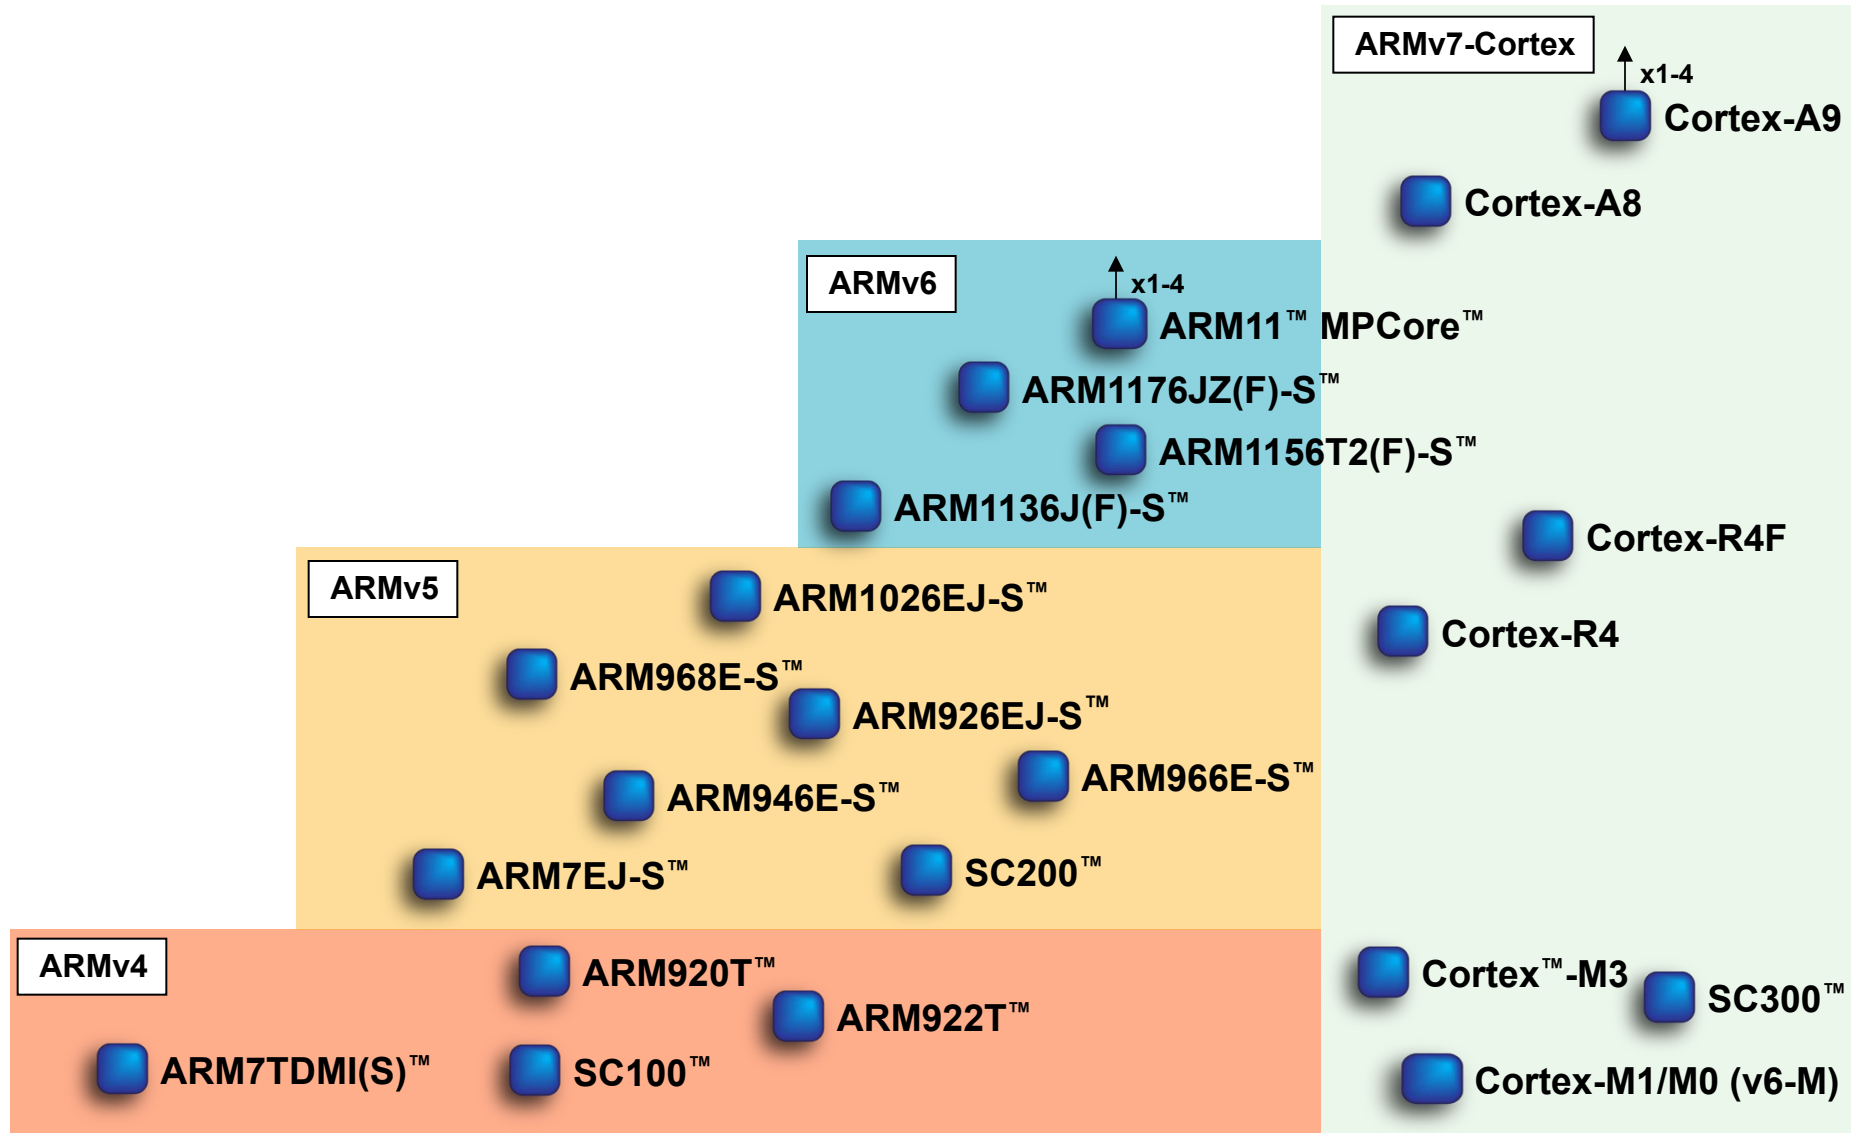 ARMv7-Cortex
x1-4
Cortex-A9
Cortex-A8
ARMv6
x1-4
ARM11™ MPCore™
ARM1176JZ(F)-S™
ARM1156T2(F)-S™
ARM1136J(F)-S™
Cortex-R4F
Cortex-R4
ARMv5
ARM1026EJ-S™
ARM968E-S™
ARM926EJ-S™
ARM966E-S™
ARM946E-S™
ARM7EJ-S™
SC200™
ARMv4
ARM920T™
ARM922T™
ARM7TDMI(S)™
SC100™
Cortex™-M3
SC300™
Cortex-M1/M0 (v6-M)